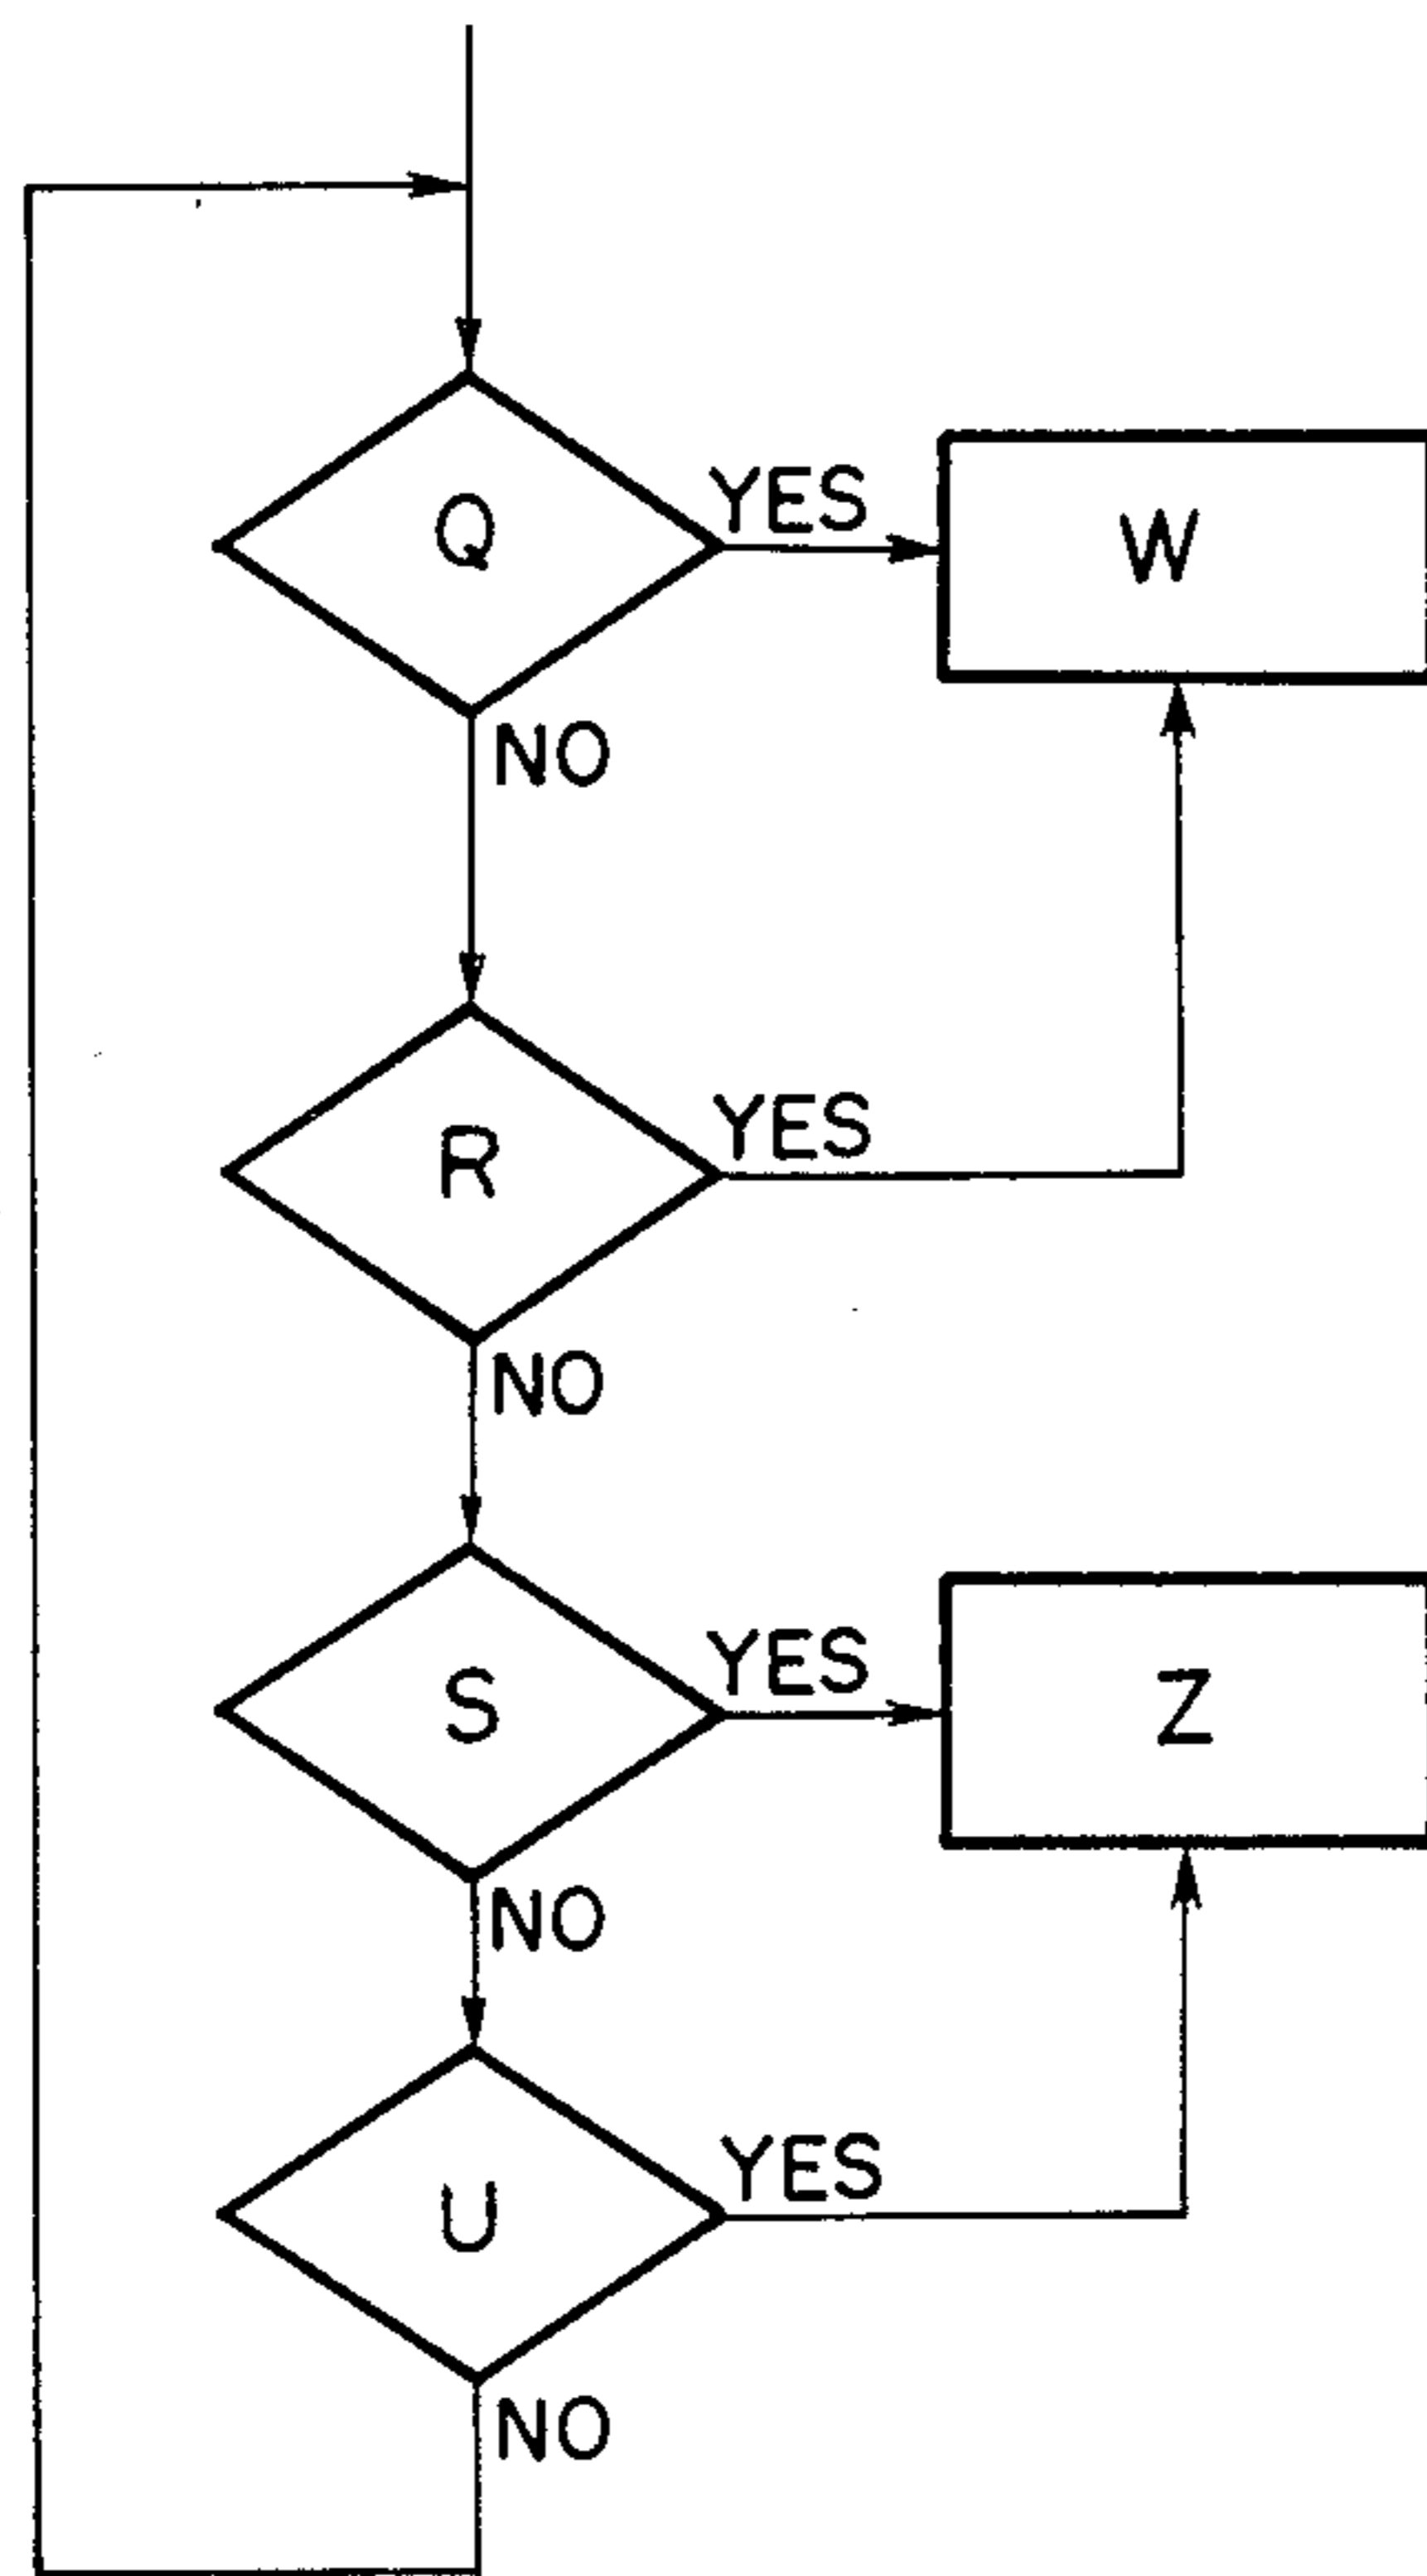 Q
YES
W
NO
R
YES
NO
S
YES
Z
NO
U
YES
NO